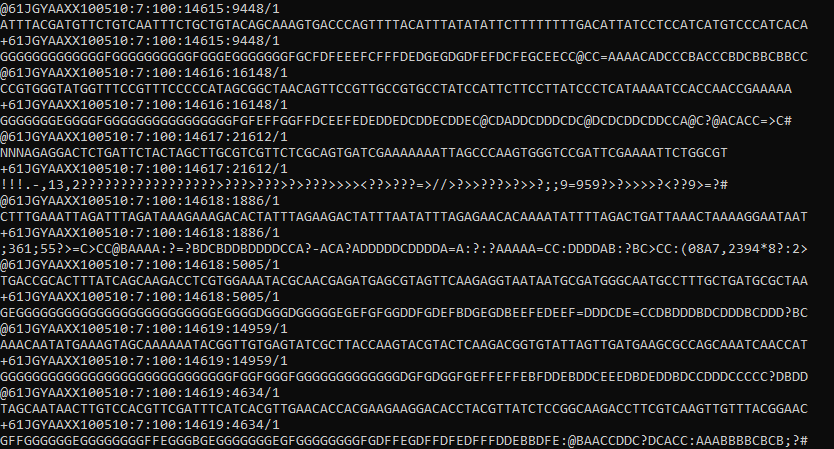 @61JGYAAXX100510:7:100:14615:9448/1
ATTTACGATGTTCTGTCAATTTCTGCTGTACAGCAAAGTGACCCAGTTTTACATTTATATATTCTTTTTTTTGACATTATCCTCCATCATGTCCCATCACA
+61JGYAAXX100510:7:100:14615:9448/1
GGGGGGGGGGGGGFGGGGGGGGGGFGGGEGGGGGGGFGCFDFEEEFCFFFDEDGEGDGDFEFDCFEGCEECC@CC=AAAACADCCCBACCCBDCBBCBBCC
@61JGYAAXX100510:7:100:14616:16148/1
CCGTGGGTATGGTTTCCGTTTCCCCCATAGCGGCTAACAGTTCCGTTGCCGTGCCTATCCATTCTTCCTTATCCCTCATAAAATCCACCAACCGAAAAA
+61JGYAAXX100510:7:100:14616:16148/1
GGGGGGGEGGGGFGGGGGGGGGGGGGGGGFGFEFFGGFFDCEEFEDEDDEDCDDECDDEC@CDADDCDDDCDC@DCDCDDCDDCCA@C?@ACACC=>C#
@61JGYAAXX100510:7:100:14617:21612/1
NNNAGAGGACTCTGATTCTACTAGCTTGCGTCGTTCTCGCAGTGATCGAAAAAAATTAGCCCAAGTGGGTCCGATTCGAAAATTCTGGCGT
+61JGYAAXX100510:7:100:14617:21612/1
!!!.-,13,2?????????????????>???>???>?>???>>>><??>???=>//>?>>???>?>>?;;9=959?>?>>>>?<??9>=?#
@61JGYAAXX100510:7:100:14618:1886/1
CTTTGAAATTAGATTTAGATAAAGAAAGACACTATTTAGAAGACTATTTAATATTTAGAGAACACAAAATATTTTAGACTGATTAAACTAAAAGGAATAAT
+61JGYAAXX100510:7:100:14618:1886/1
;361;55?>=C>CC@BAAAA:?=?BDCBDDBDDDDCCA?-ACA?ADDDDDCDDDDA=A:?:?AAAAA=CC:DDDDAB:?BC>CC:(08A7,2394*8?:2>
@61JGYAAXX100510:7:100:14618:5005/1
TGACCGCACTTTATCAGCAAGACCTCGTGGAAATACGCAACGAGATGAGCGTAGTTCAAGAGGTAATAATGCGATGGGCAATGCCTTTGCTGATGCGCTAA
+61JGYAAXX100510:7:100:14618:5005/1
GEGGGGGGGGGGGGGGGGGGGGGGGGGEGGGGDGGGDGGGGGEGEGFGFGGDDFGDEFBDGEGDBEEFEDEEF=DDDCDE=CCDBDDDBDCDDDBCDDD?BC
@61JGYAAXX100510:7:100:14619:14959/1
AAACAATATGAAAGTAGCAAAAAATACGGTTGTGAGTATCGCTTACCAAGTACGTACTCAAGACGGTGTATTAGTTGATGAAGCGCCAGCAAATCAACCAT
+61JGYAAXX100510:7:100:14619:14959/1
GGGGGGGGGGGGGGGGGGGGGGGGGGGGGFGGFGGGFGGGGGGGGGGGGGDGFGDGGFGEFFEFFEBFDDEBDDCEEEDBDEDDBDCCDDDCCCCC?DBDD
@61JGYAAXX100510:7:100:14619:4634/1
TAGCAATAACTTGTCCACGTTCGATTTCATCACGTTGAACACCACGAAGAAGGACACCTACGTTATCTCCGGCAAGACCTTCGTCAAGTTGTTTACGGAAC
+61JGYAAXX100510:7:100:14619:4634/1
GFFGGGGGGEGGGGGGGGFFEGGGBGEGGGGGGGEGFGGGGGGGGFGDFFEGDFFDFEDFFFDDEBBDFE:@BAACCDDC?DCACC:AAABBBBCBCB;?#